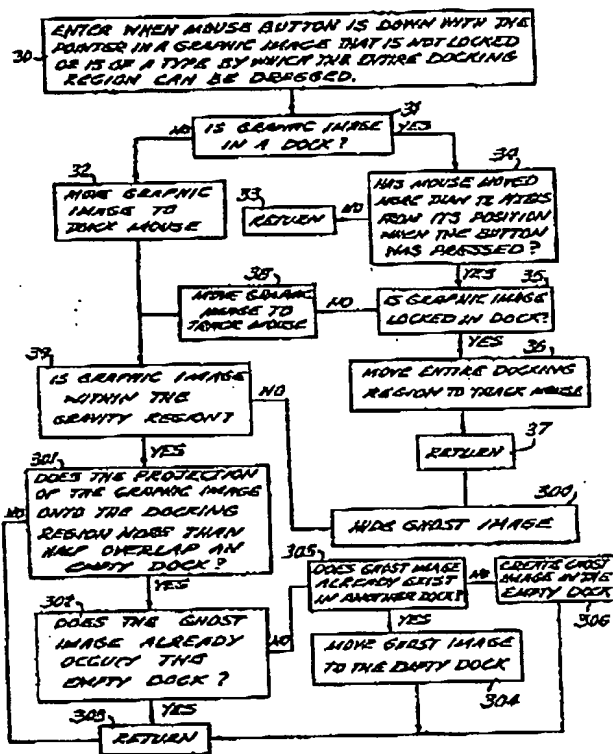 30
ENTER WHEN MOUSE BUTTON IS DOWN WITH THE
POINTER IN A GRAPHIC IMAGE THAT IS NOT LOCKED
OR IS OF A TYPE BY WHICH THE ENTIRE DOCKING
REGION CAN BE DRAGGED.
31
NO
IS GRAPHIC IMAGE
IN A DOCK?
YES
32
MOVE GRAPHIC
IMAGE TO
TRACK MOUSE
33
RETURN
NO
34
HAS MOUSE MOVED
MORE THAN
FROM ITS POSITION
WHEN THE BUTTON
WAS PRESSED?
YES
38
MOVE GRAPHIC
IMAGE TO
TRACK MOUSE
NO
35
IS GRAPHIC IMAGE
LOCKED IN DOCK?
YES
36
MOVE ENTIRE DOCKING
REGION TO TRACK MOUSE
37
RETURN
39
IS GRAPHIC IMAGE
WITHIN THE
GRAVITY REGION?
NO
YES
300
HIDE GHOST IMAGE
301
NO
DOES THE PROJECTION
OF THE GRAPHIC IMAGE
ONTO THE DOCKING
REGION MORE THAN
HALF OVERLAP AN
EMPTY DOCK?
YES
302
DOES THE GHOST
IMAGE ALREADY
OCCUPY THE
EMPTY DOCK?
NO
YES
305
DOES GHOST IMAGE
ALREADY EXIST
IN ANOTHER DOCK?
NO
CREATE GHOST
IMAGE IN THE
EMPTY DOCK
306
YES
MOVE GHOST IMAGE
TO THE EMPTY DOCK
304
303
RETURN